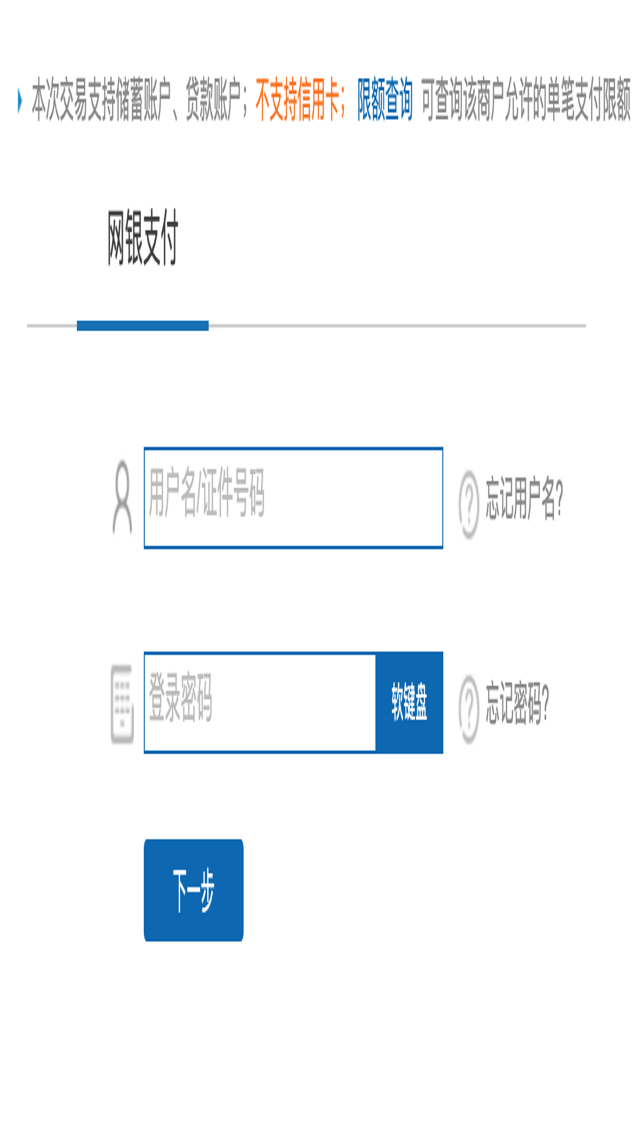 本次交易支持储蓄账户、贷款账户；不支持信用卡；限额查询 可查询该商户允许的单笔支付限额
网银支付
用户名/证件号码 忘记用户名?
登录密码 软键盘 忘记密码?
下一步